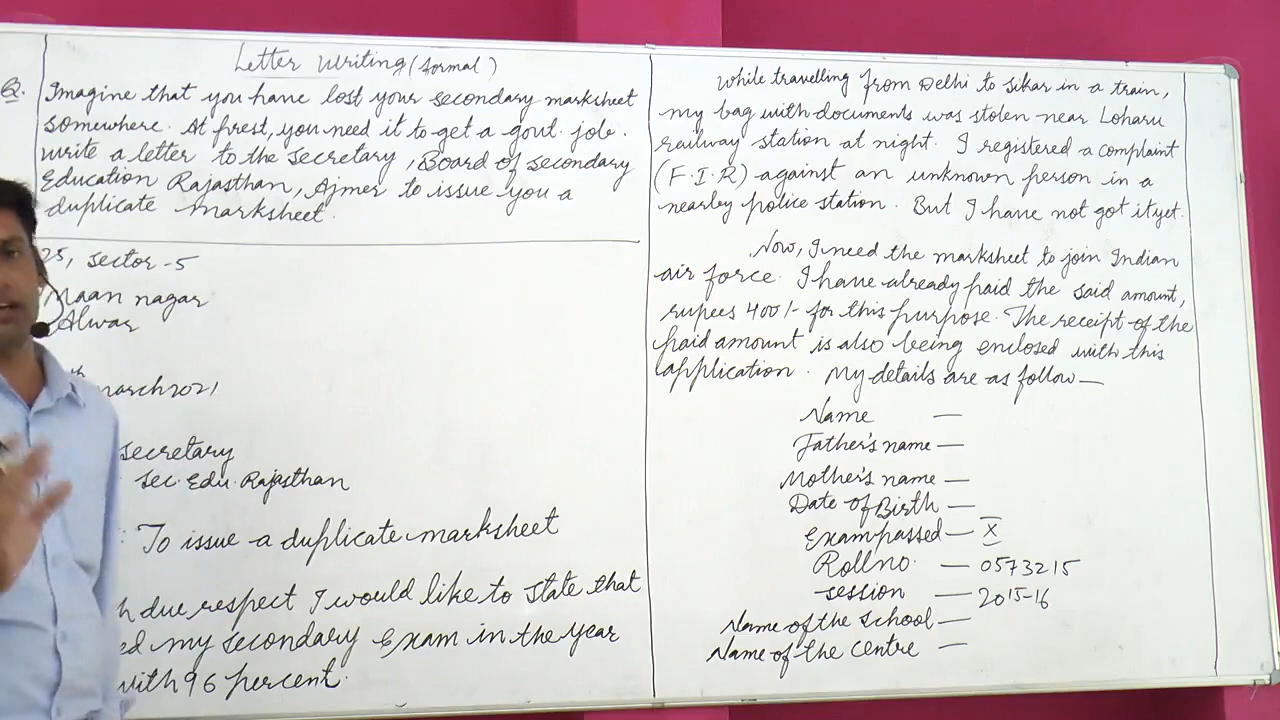 Letter Writing (formal)
Q. Imagine that you have lost your secondary marksheet
somewhere. At first, you need it to get a govt. job.
write a letter to the secretary, Board of secondary
Education Rajasthan, Ajmer to issue you a
duplicate marksheet.
25, sector-5
Maan nagar
Alwar
march 2021
secretary
sec. Edu. Rajasthan
: To issue a duplicate marksheet
h due respect I would like to state that
ed my secondary Exam in the year
with 96 percent.
While travelling from Delhi to Sikar in a train,
my bag with documents was stolen near Loharu
railway station at night. I registered a complaint
(F.I.R) against an unknown person in a
nearby police station. But I have not got it yet.
Now, I need the marksheet to join Indian
air force. I have already paid the said amount,
rupees 400/- for this purpose. The receipt of the
paid amount is also being enclosed with this
application. My details are as follow—
Name —
Father's name —
Mother's name —
Date of Birth —
Exam passed — X
Roll no. — 0573215
session — 2015-16
Name of the school —
Name of the centre —